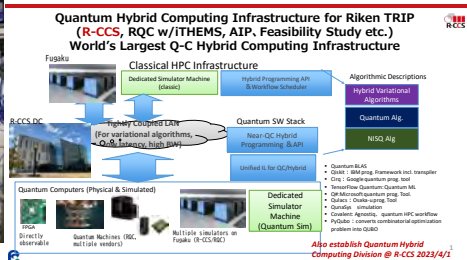 Quantum Hybrid Computing Infrastructure for Riken TRIP
(R-CCS, RQC w/iTHEMS, AIP、Feasibility Study etc.)
World's Largest Q-C Hybrid Computing Infrastructure
R-CCS
Fugaku
Classical HPC Infrastructure
Dedicated Simulator Machine
(classic)
Hybrid Programming API
&Workflow Scheduler
Algorithmic Descriptions
Hybrid Variational
Algorithms
Quantum Alg.
NISQ Alg
R-CCS DC
Tightly Coupled LAN
(For variational algorithms,
low latency, high BW)
Quantum SW Stack
Near-QC Hybrid
Programming &API
Unified IL for QC/Hybrid
Quantum Computers (Physical & Simulated)
FPGA
Directly
observable
Quantum Machines (RQC,
multiple vendors)
Multiple simulators on
Fugaku (R-CCS/RQC)
Dedicated
Simulator
Machine
(Quantum Sim)
• Quantum BLAS
• Qiskit : IBM prog. Framework incl. transpiler
• Cirq : Google quantum prog. tool
• TensorFlow Quantum: Quantum ML
• Q#:Microsoft quantum prog. tool.
• Qulacs : Osaka-u prog. Tool
• QunaSys simulation
• Covalent: Agnostiq、quantum HPC workflow
• PyQubo : converts combinatorial optimization
problem into QUBO
Also establish Quantum Hybrid
Computing Division @ R-CCS 2023/4/1
1